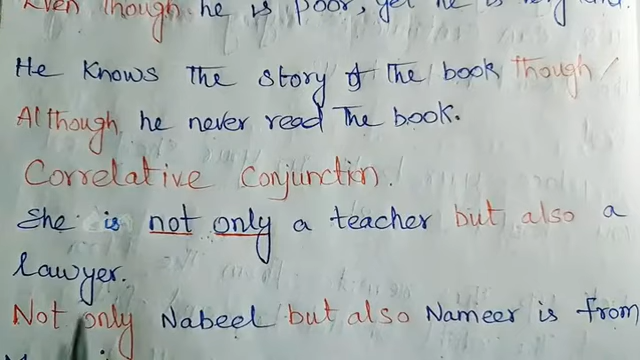 Even Though he is poor, yet he is very kind.
He Knows The story of The book though/
Although he never read The book.
Correlative Conjunction.
She is not only a teacher but also a
Lawyer.
Not only Nabeel but also Nameer is from